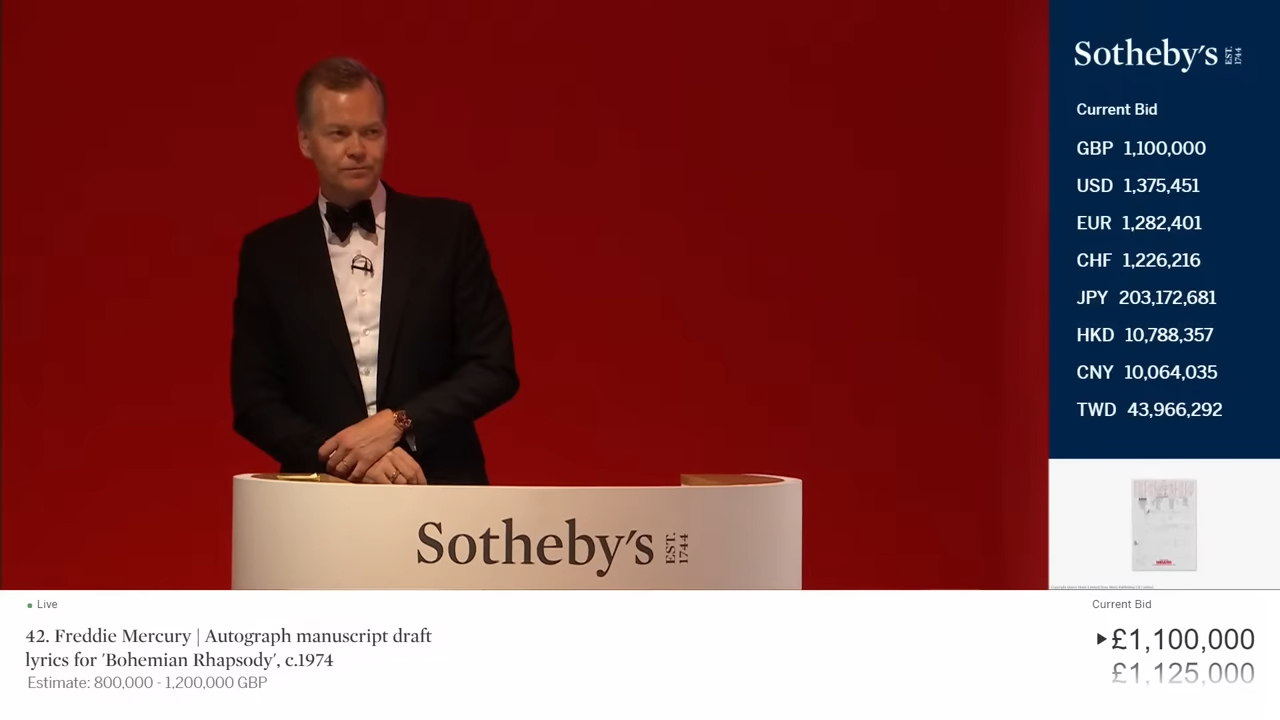 Sotheby's EST. 1744
Current Bid
GBP 1,100,000
USD 1,375,451
EUR 1,282,401
CHF 1,226,216
JPY 203,172,681
HKD 10,788,357
CNY 10,064,035
TWD 43,966,292
Sotheby's EST. 1744
Live
42. Freddie Mercury | Autograph manuscript draft
lyrics for 'Bohemian Rhapsody', c.1974
Estimate: 800,000 - 1,200,000 GBP
Current Bid
£1,100,000
£1,125,000